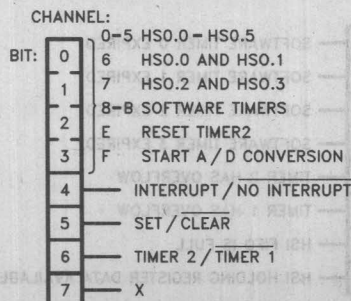 CHANNEL:
0-5 HSO.0 – HSO.5
BIT: 0 6 HSO.0 AND HSO.1
1 7 HSO.2 AND HSO.3
8-B SOFTWARE TIMERS
2 E RESET TIMER2
3 F START A / D CONVERSION
4 INTERRUPT / NO INTERRUPT
5 SET / CLEAR
6 TIMER 2 / TIMER 1
7 X